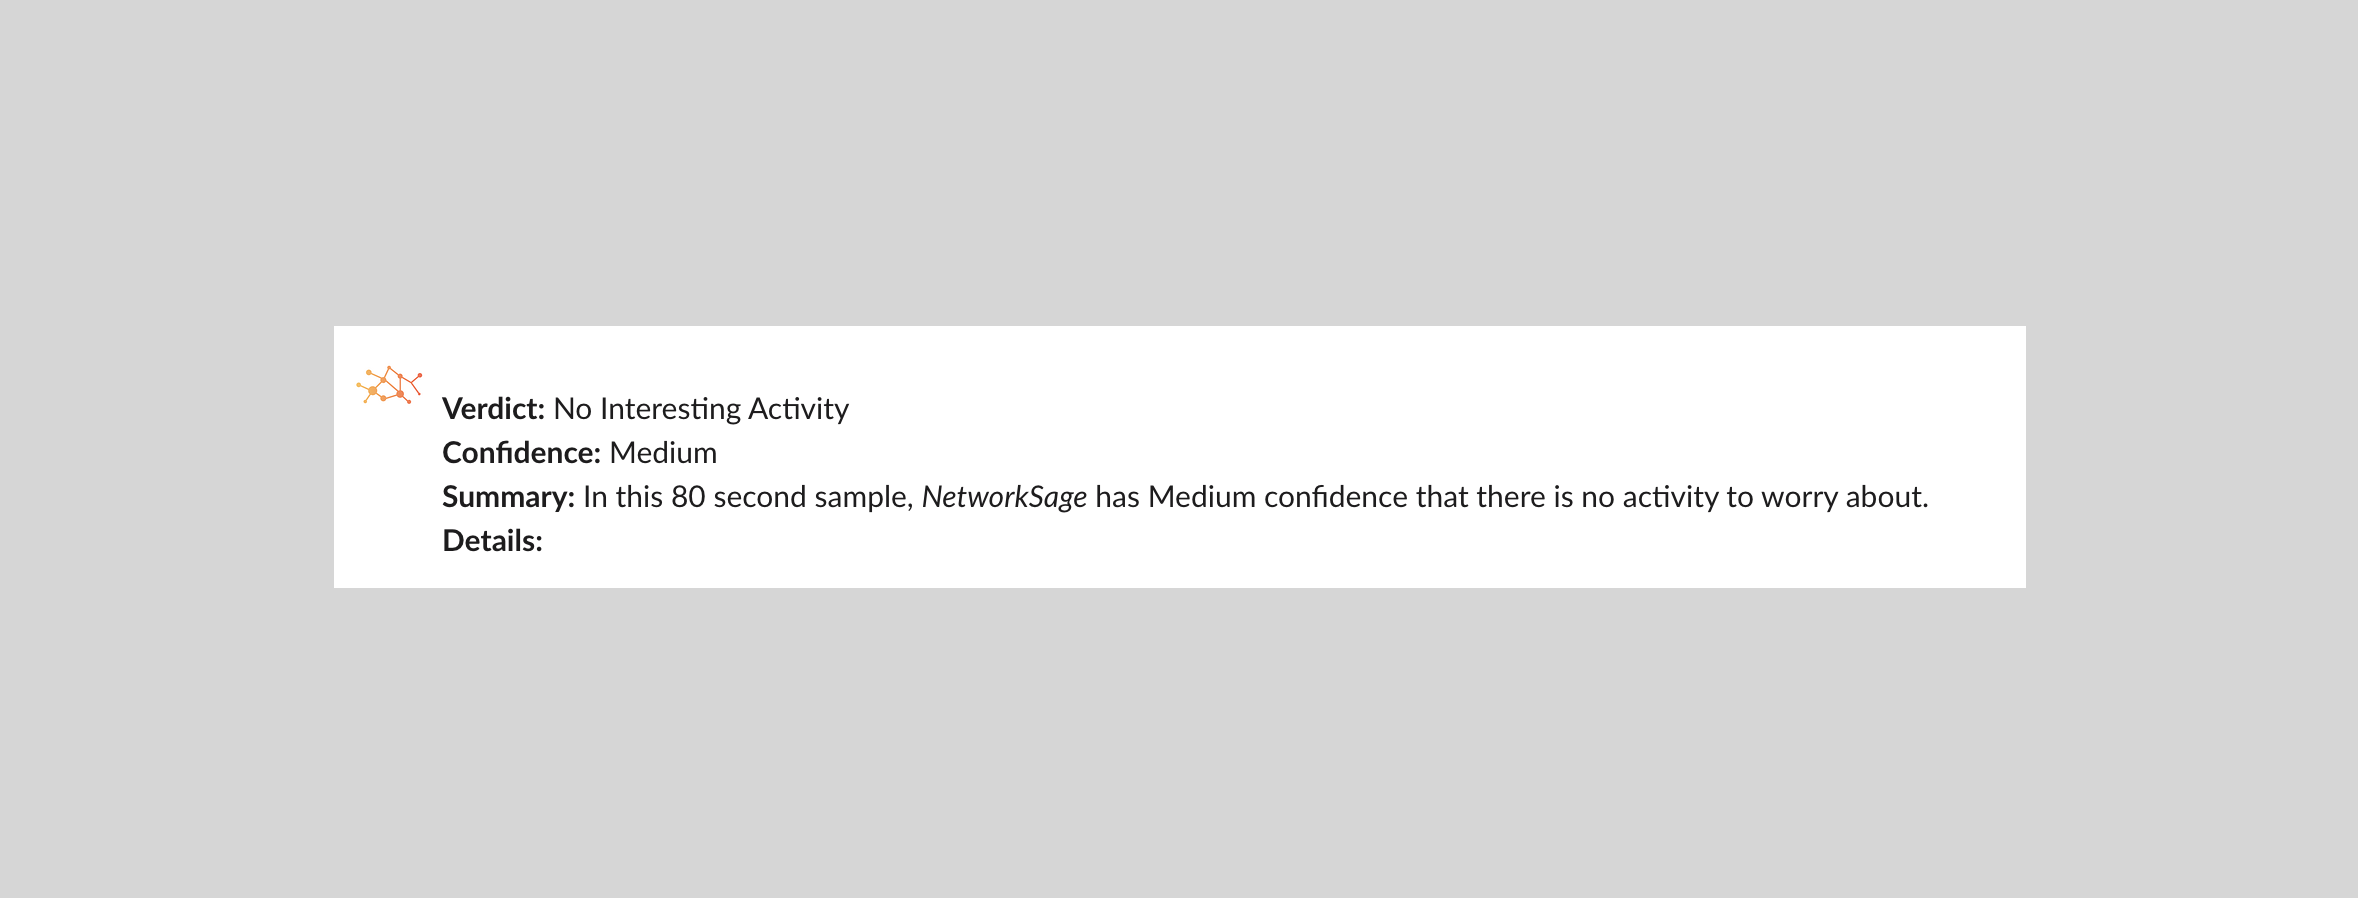 Verdict: No Interesting Activity
Confidence: Medium
Summary: In this 80 second sample, NetworkSage has Medium confidence that there is no activity to worry about.
Details: